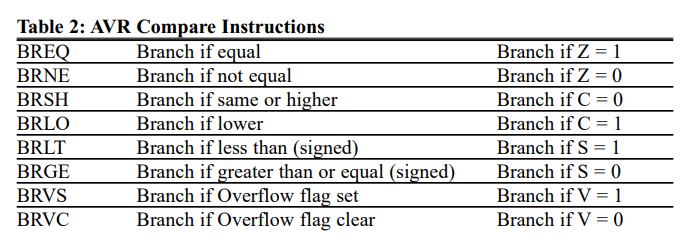 Table 2: AVR Compare Instructions
BREQ Branch if equal Branch if Z = 1
BRNE Branch if not equal Branch if Z = 0
BRSH Branch if same or higher Branch if C = 0
BRLO Branch if lower Branch if C = 1
BRLT Branch if less than (signed) Branch if S = 1
BRGE Branch if greater than or equal (signed) Branch if S = 0
BRVS Branch if Overflow flag set Branch if V = 1
BRVC Branch if Overflow flag clear Branch if V = 0